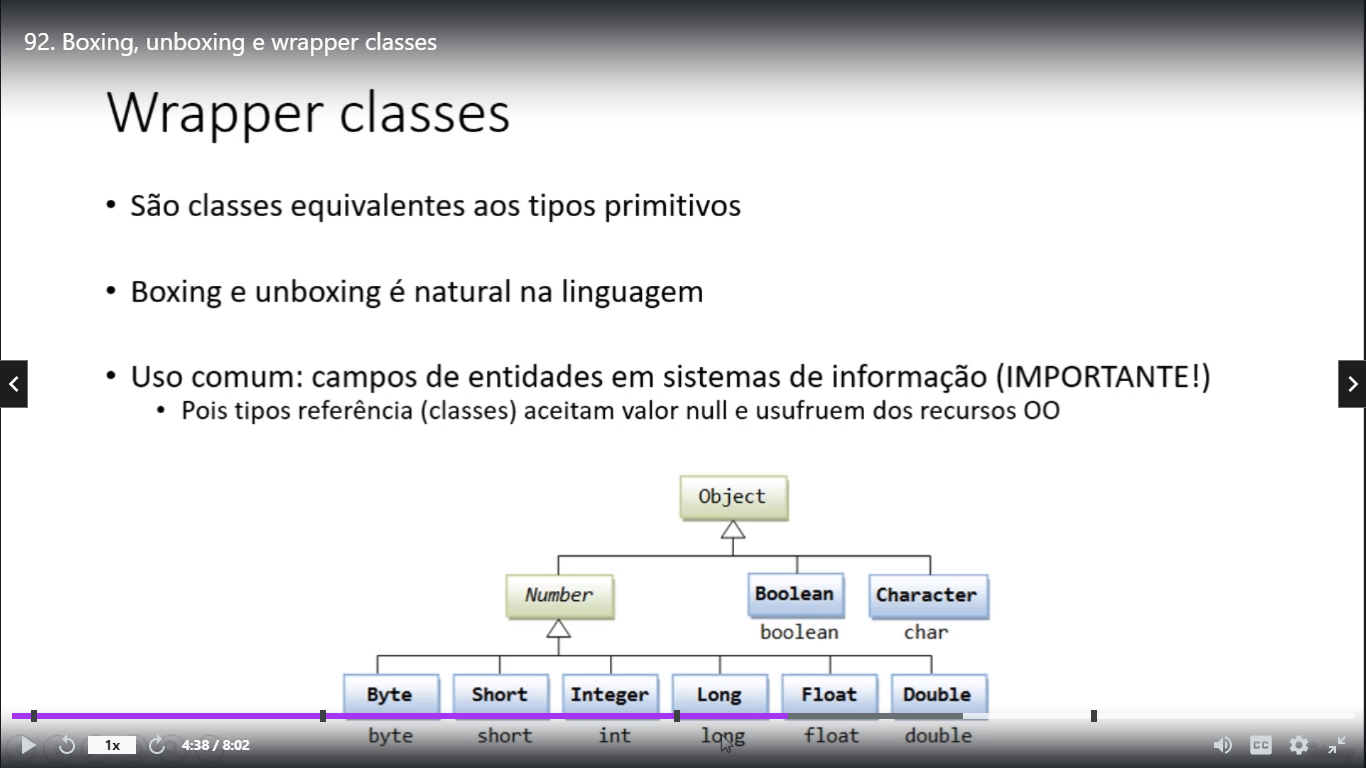 92. Boxing, unboxing e wrapper classes
Wrapper classes
• São classes equivalentes aos tipos primitivos
• Boxing e unboxing é natural na linguagem
• Uso comum: campos de entidades em sistemas de informação (IMPORTANTE!)
• Pois tipos referência (classes) aceitam valor null e usufruem dos recursos OO
Object
Number Boolean Character
boolean char
Byte Short Integer Long Float Double
byte short int long float double
1x 4:38 / 8:02 CC